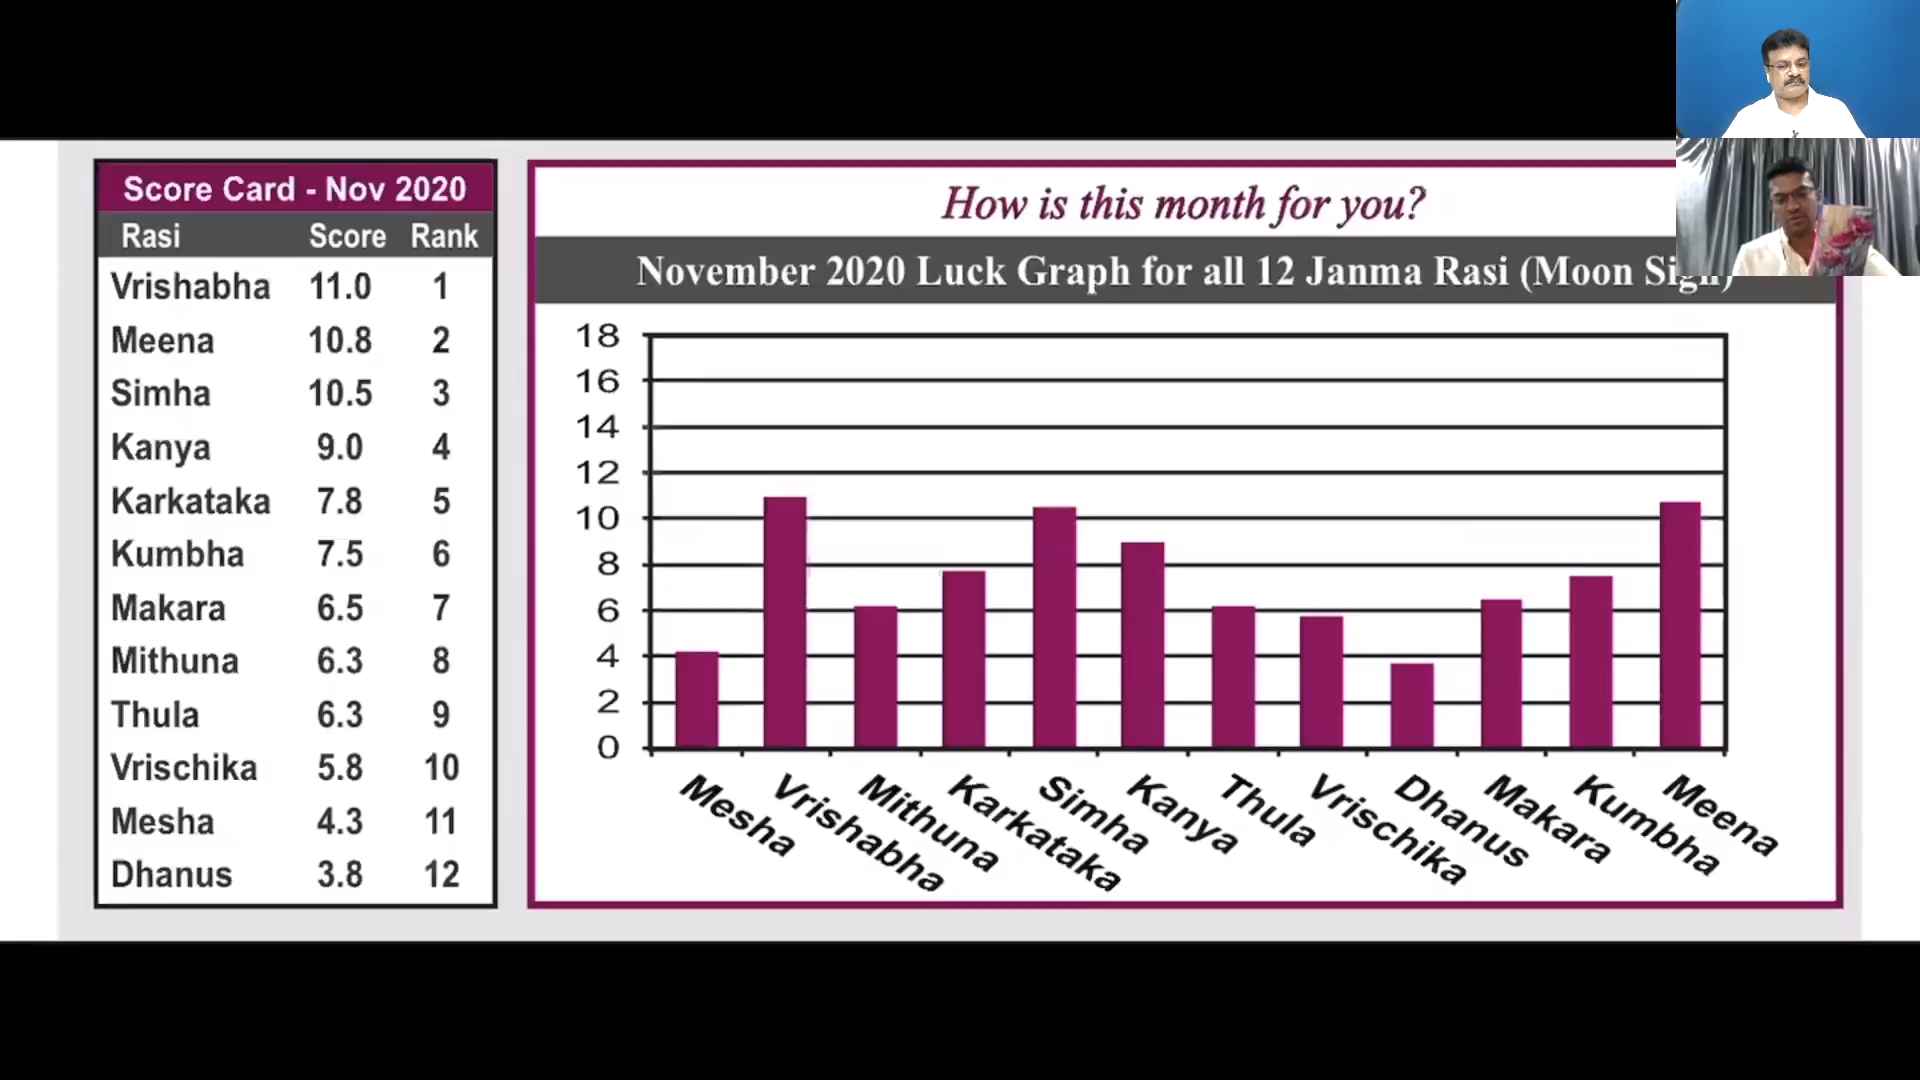 Score Card - Nov 2020
Rasi Score Rank
Vrishabha 11.0 1
Meena 10.8 2
Simha 10.5 3
Kanya 9.0 4
Karkataka 7.8 5
Kumbha 7.5 6
Makara 6.5 7
Mithuna 6.3 8
Thula 6.3 9
Vrischika 5.8 10
Mesha 4.3 11
Dhanus 3.8 12
How is this month for you?
November 2020 Luck Graph for all 12 Janma Rasi (Moon Sign)
18
16
14
12
10
8
6
4
2
0
Mesha
Vrishabha
Mithuna
Karkataka
Simha
Kanya
Thula
Vrischika
Dhanus
Makara
Kumbha
Meena